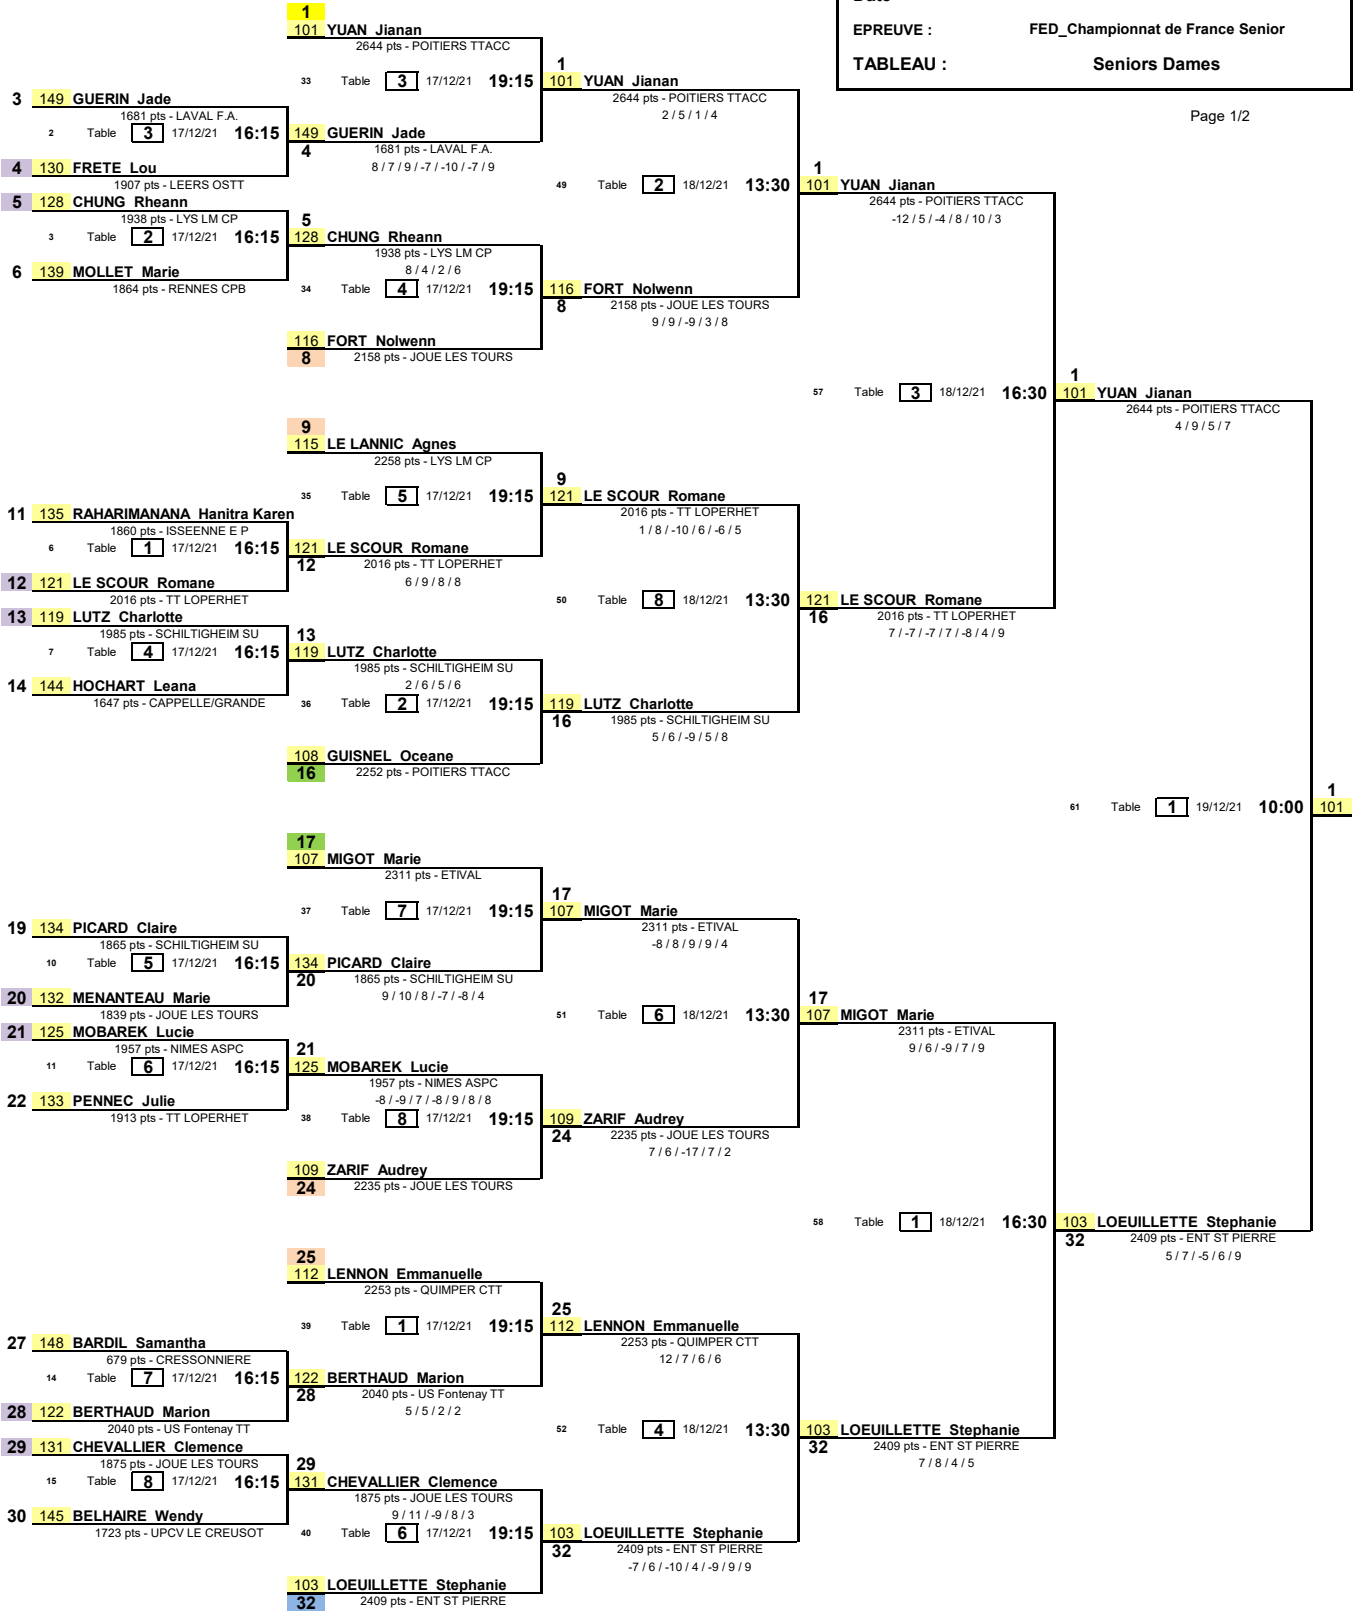 Date
EPREUVE : FED_Championnat de France Senior
TABLEAU : Seniors Dames
Page 1/2
1
101 YUAN Jianan
2644 pts - POITIERS TTACC
33 Table 3 17/12/21 19:15
1
101 YUAN Jianan
2644 pts - POITIERS TTACC
2 / 5 / 1 / 4
3 149 GUERIN Jade
1681 pts - LAVAL F.A.
2 Table 3 17/12/21 16:15
149 GUERIN Jade
4
1681 pts - LAVAL F.A.
8 / 7 / 9 / -7 / -10 / -7 / 9
4 130 FRETE Lou
1907 pts - LEERS OSTT
49 Table 2 18/12/21 13:30
1
101 YUAN Jianan
2644 pts - POITIERS TTACC
-12 / 5 / -4 / 8 / 10 / 3
5 128 CHUNG Rheann
1938 pts - LYS LM CP
3 Table 2 17/12/21 16:15
5
128 CHUNG Rheann
1938 pts - LYS LM CP
8 / 4 / 2 / 6
6 139 MOLLET Marie
1864 pts - RENNES CPB
34 Table 4 17/12/21 19:15
116 FORT Nolwenn
8
2158 pts - JOUE LES TOURS
9 / 9 / -9 / 3 / 8
116 FORT Nolwenn
8
2158 pts - JOUE LES TOURS
57 Table 3 18/12/21 16:30
1
101 YUAN Jianan
2644 pts - POITIERS TTACC
4 / 9 / 5 / 7
9
115 LE LANNIC Agnes
2258 pts - LYS LM CP
35 Table 5 17/12/21 19:15
9
121 LE SCOUR Romane
2016 pts - TT LOPERHET
1 / 8 / -10 / 6 / -6 / 5
11 135 RAHARIMANANA Hanitra Karen
1860 pts - ISSEENNE E P
6 Table 1 17/12/21 16:15
121 LE SCOUR Romane
12
2016 pts - TT LOPERHET
6 / 9 / 8 / 8
12 121 LE SCOUR Romane
2016 pts - TT LOPERHET
50 Table 8 18/12/21 13:30
121 LE SCOUR Romane
16
2016 pts - TT LOPERHET
7 / -7 / -7 / 7 / -8 / 4 / 9
13 119 LUTZ Charlotte
1985 pts - SCHILTIGHEIM SU
7 Table 4 17/12/21 16:15
13
119 LUTZ Charlotte
1985 pts - SCHILTIGHEIM SU
2 / 6 / 5 / 6
14 144 HOCHART Leana
1647 pts - CAPPELLE/GRANDE
36 Table 2 17/12/21 19:15
119 LUTZ Charlotte
16
1985 pts - SCHILTIGHEIM SU
5 / 6 / -9 / 5 / 8
108 GUISNEL Oceane
16
2252 pts - POITIERS TTACC
61 Table 1 19/12/21 10:00
1
101
17
107 MIGOT Marie
2311 pts - ETIVAL
37 Table 7 17/12/21 19:15
17
107 MIGOT Marie
2311 pts - ETIVAL
-8 / 8 / 9 / 9 / 4
19 134 PICARD Claire
1865 pts - SCHILTIGHEIM SU
10 Table 5 17/12/21 16:15
134 PICARD Claire
20
1865 pts - SCHILTIGHEIM SU
9 / 10 / 8 / -7 / -8 / 4
20 132 MENANTEAU Marie
1839 pts - JOUE LES TOURS
51 Table 6 18/12/21 13:30
17
107 MIGOT Marie
2311 pts - ETIVAL
9 / 6 / -9 / 7 / 9
21 125 MOBAREK Lucie
1957 pts - NIMES ASPC
11 Table 6 17/12/21 16:15
21
125 MOBAREK Lucie
1957 pts - NIMES ASPC
-8 / -9 / 7 / -8 / 9 / 8 / 8
22 133 PENNEC Julie
1913 pts - TT LOPERHET
38 Table 8 17/12/21 19:15
109 ZARIF Audrey
24
2235 pts - JOUE LES TOURS
7 / 6 / -17 / 7 / 2
109 ZARIF Audrey
24
2235 pts - JOUE LES TOURS
58 Table 1 18/12/21 16:30
103 LOEUILLETTE Stephanie
32
2409 pts - ENT ST PIERRE
5 / 7 / -5 / 6 / 9
25
112 LENNON Emmanuelle
2253 pts - QUIMPER CTT
39 Table 1 17/12/21 19:15
25
112 LENNON Emmanuelle
2253 pts - QUIMPER CTT
12 / 7 / 6 / 6
27 148 BARDIL Samantha
679 pts - CRESSONNIERE
14 Table 7 17/12/21 16:15
122 BERTHAUD Marion
28
2040 pts - US Fontenay TT
5 / 5 / 2 / 2
28 122 BERTHAUD Marion
2040 pts - US Fontenay TT
52 Table 4 18/12/21 13:30
103 LOEUILLETTE Stephanie
32
2409 pts - ENT ST PIERRE
7 / 8 / 4 / 5
29 131 CHEVALLIER Clemence
1875 pts - JOUE LES TOURS
15 Table 8 17/12/21 16:15
29
131 CHEVALLIER Clemence
1875 pts - JOUE LES TOURS
9 / 11 / -9 / 8 / 3
30 145 BELHAIRE Wendy
1723 pts - UPCV LE CREUSOT
40 Table 6 17/12/21 19:15
103 LOEUILLETTE Stephanie
32
2409 pts - ENT ST PIERRE
-7 / 6 / -10 / 4 / -9 / 9 / 9
103 LOEUILLETTE Stephanie
32
2409 pts - ENT ST PIERRE